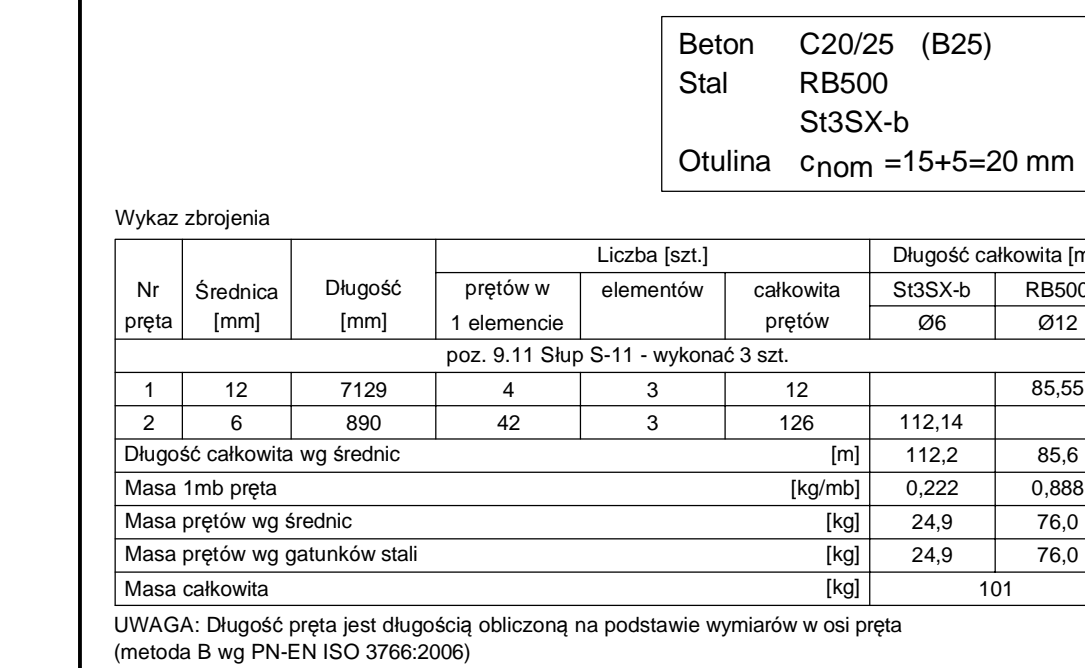 Beton C20/25 (B25)
Stal RB500
St3SX-b
Otulina cnom =15+5=20 mm
Wykaz zbrojenia
Liczba [szt.] Długość całkowita [m
Nr Średnica Długość prętów w elementów całkowita St3SX-b RB500
pręta [mm] [mm] 1 elemencie prętów Ø6 Ø12
poz. 9.11 Słup S-11 - wykonać 3 szt.
1 12 7129 4 3 12 85,55
2 6 890 42 3 126 112,14
Długość całkowita wg średnic [m] 112,2 85,6
Masa 1mb pręta [kg/mb] 0,222 0,888
Masa prętów wg średnic [kg] 24,9 76,0
Masa prętów wg gatunków stali [kg] 24,9 76,0
Masa całkowita [kg] 101
UWAGA: Długość pręta jest długością obliczoną na podstawie wymiarów w osi pręta
(metoda B wg PN-EN ISO 3766:2006)